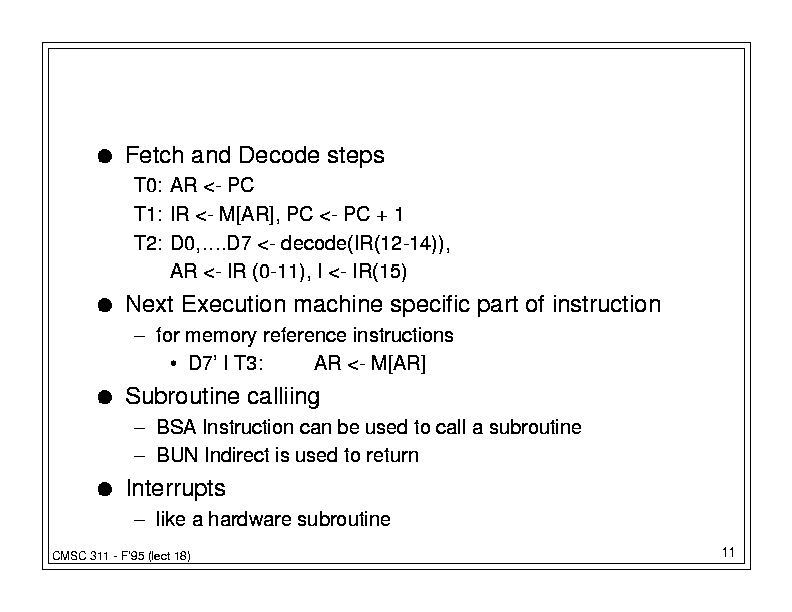 ● Fetch and Decode steps
T0: AR <- PC
T1: IR <- M[AR], PC <- PC + 1
T2: D0,....D7 <- decode(IR(12-14)),
AR <- IR (0-11), I <- IR(15)
● Next Execution machine specific part of instruction
– for memory reference instructions
• D7' I T3: AR <- M[AR]
● Subroutine calliing
– BSA Instruction can be used to call a subroutine
– BUN Indirect is used to return
● Interrupts
– like a hardware subroutine
CMSC 311 - F'95 (lect 18)
11